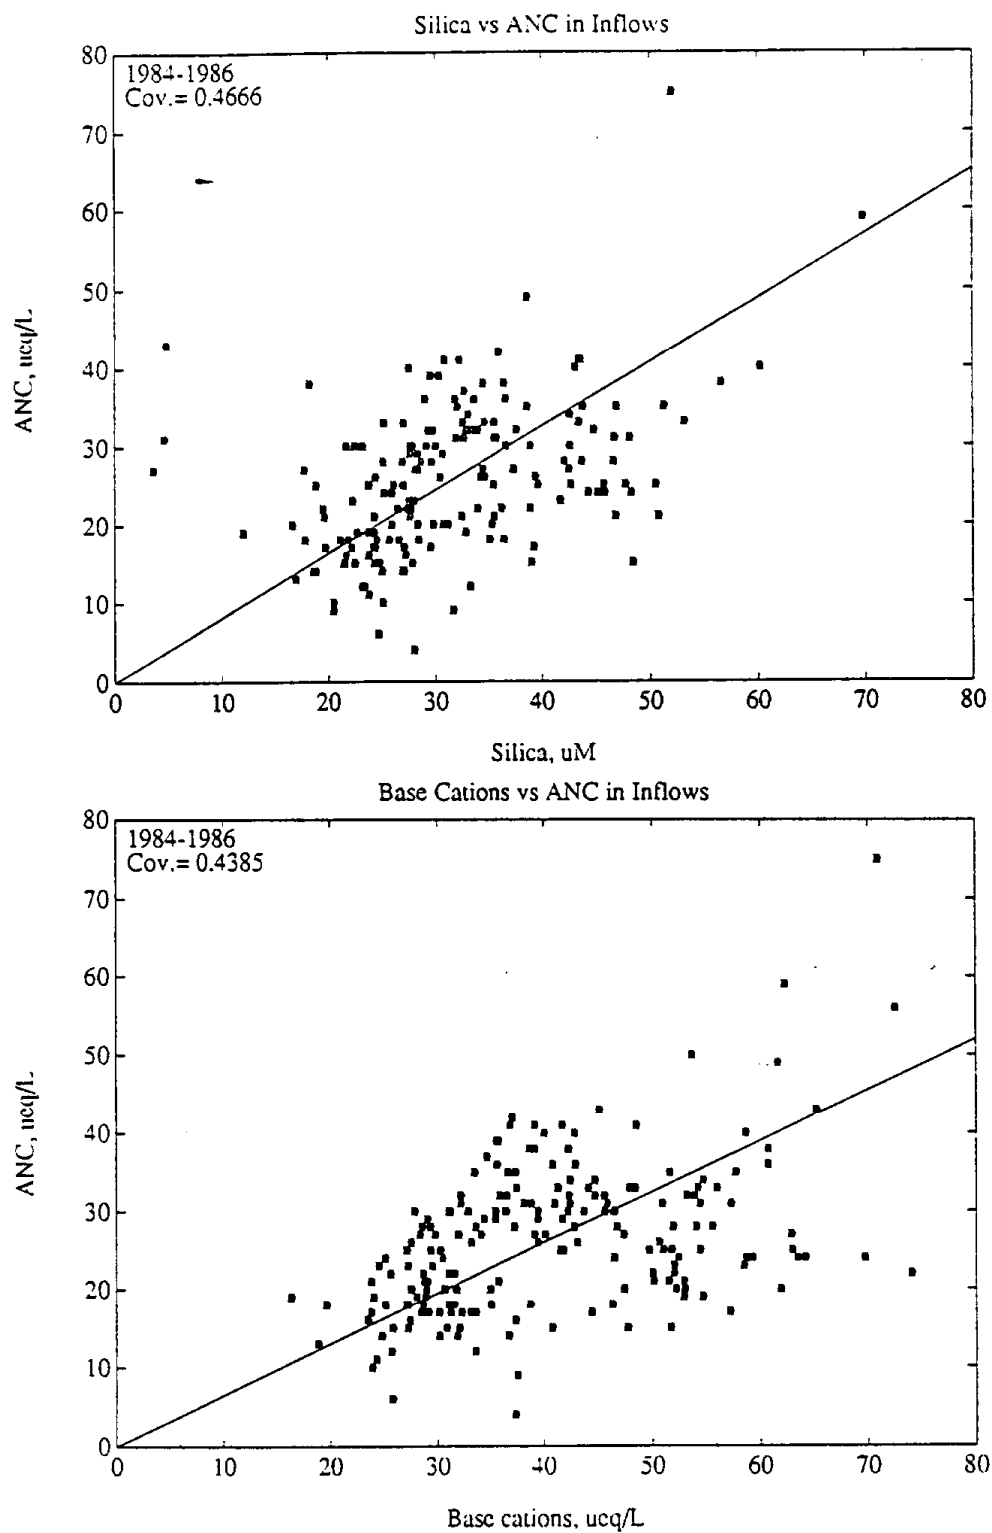 Silica vs ANC in Inflows
80
1984-1986
Cov.= 0.4666
70
60
50
40
30
20
10
0
ANC, ueq/L
0 10 20 30 40 50 60 70 80
Silica, uM
Base Cations vs ANC in Inflows
80
1984-1986
Cov.= 0.4385
70
60
50
40
30
20
10
0
ANC, ueq/L
0 10 20 30 40 50 60 70 80
Base cations, ueq/L